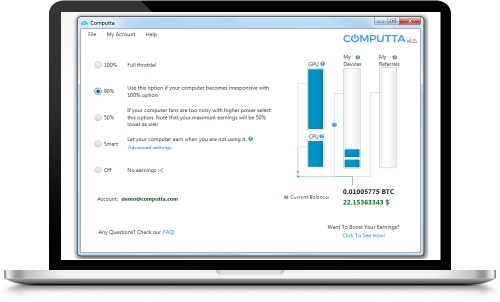 Computta
File My Account Help
COMPUTTA v0.21
100% Full throttle!
90% Use this option if your computer becomes irresponsive with
100% option
50% If your computer fans are too noisy with higher power select
this option. Note that your maximum earnings will be 50%
lower as well
Smart Let your computer earn when you are not using it. ?
Advanced settings
Off No earnings :-(
Account: demo@computta.com
Any Questions? Check our FAQ!
GPU ?
CPU ?
My ?
Devices
My ?
Referrals
? Current Balance: 0.01005775 BTC
22.15363343 $
Want To Boost Your Earnings?
Click To See How!